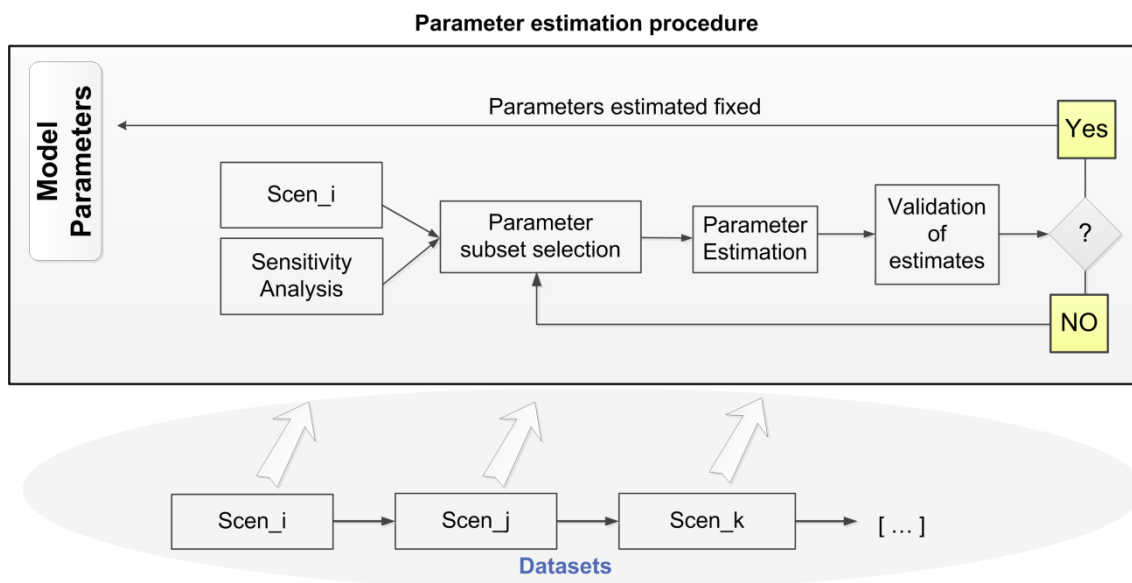 Parameter estimation procedure
Model
Parameters
Parameters estimated fixed
Yes
Scen_i
Sensitivity
Analysis
Parameter
subset selection
Parameter
Estimation
Validation
of
estimates
?
NO
Scen_i
Scen_j
Scen_k
[ ... ]
Datasets